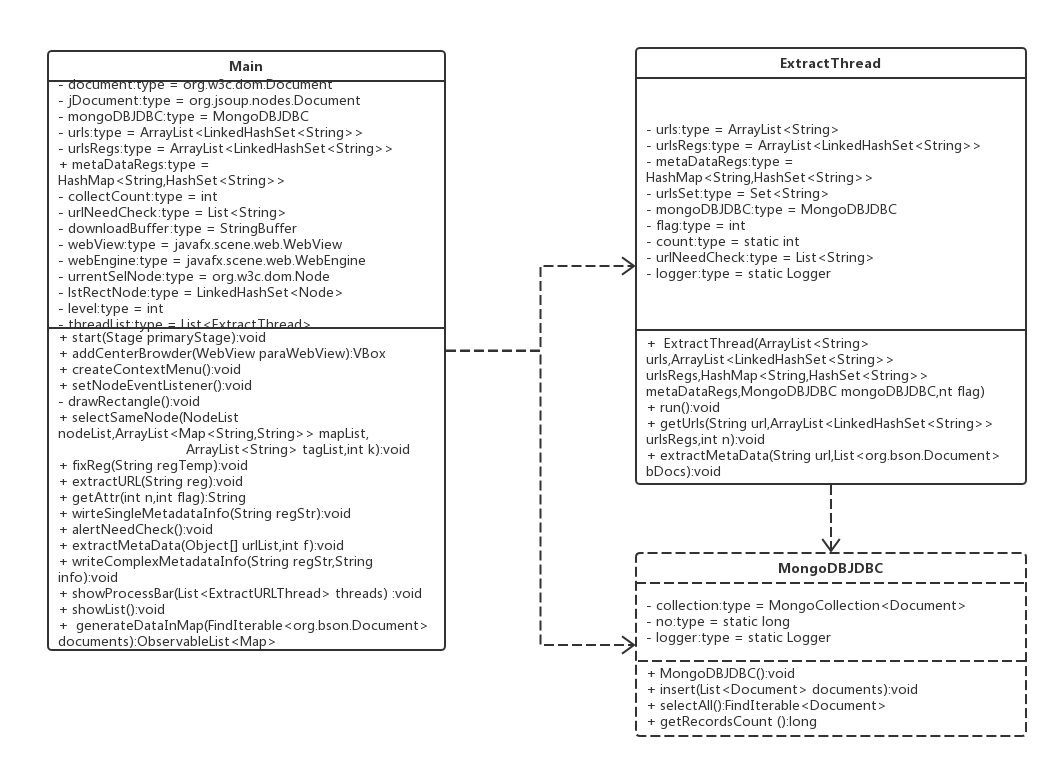 Main
- document:type = org.w3c.dom.Document
- jDocument:type = org.jsoup.nodes.Document
- mongoDBJDBC:type = MongoDBJDBC
- urls:type = ArrayList<LinkedHashSet<String>>
- urlsRegs:type = ArrayList<LinkedHashSet<String>>
+ metaDataRegs:type =
HashMap<String,HashSet<String>>
- collectCount:type = int
- urlNeedCheck:type = List<String>
- downloadBuffer:type = StringBuffer
- webView:type = javafx.scene.web.WebView
- webEngine:type = javafx.scene.web.WebEngine
- urrentSelNode:type = org.w3c.dom.Node
- lstRectNode:type = LinkedHashSet<Node>
- level:type = int
- threadList:type = List<ExtractThread>
+ start(Stage primaryStage):void
+ addCenterBrowder(WebView paraWebView):VBox
+ createContextMenu():void
+ setNodeEventListener():void
- drawRectangle():void
+ selectSameNode(NodeList
nodeList,ArrayList<Map<String,String>> mapList,
ArrayList<String> tagList,int k):void
+ fixReg(String regTemp):void
+ extractURL(String reg):void
+ getAttr(int n,int flag):String
+ wirteSingleMetadataInfo(String regStr):void
+ alertNeedCheck():void
+ extractMetaData(Object[] urlList,int f):void
+ writeComplexMetadataInfo(String regStr,String
info):void
+ showProcessBar(List<ExtractURLThread> threads) :void
+ showList():void
+ generateDataInMap(FindIterable<org.bson.Document>
documents):ObservableList<Map>
ExtractThread
- urls:type = ArrayList<String>
- urlsRegs:type = ArrayList<LinkedHashSet<String>>
- metaDataRegs:type =
HashMap<String,HashSet<String>>
- urlsSet:type = Set<String>
- mongoDBJDBC:type = MongoDBJDBC
- flag:type = int
- count:type = static int
- urlNeedCheck:type = List<String>
- logger:type = static Logger
+ ExtractThread(ArrayList<String>
urls,ArrayList<LinkedHashSet<String>>
urlsRegs,HashMap<String,HashSet<String>>
metaDataRegs,MongoDBJDBC mongoDBJDBC,nt flag)
+ run():void
+ getUrls(String url,ArrayList<LinkedHashSet<String>>
urlsRegs,int n):void
+ extractMetaData(String url,List<org.bson.Document>
bDocs):void
MongoDBJDBC
- collection:type = MongoCollection<Document>
- no:type = static long
- logger:type = static Logger
+ MongoDBJDBC():void
+ insert(List<Document> documents):void
+ selectAll():FindIterable<Document>
+ getRecordsCount ():long